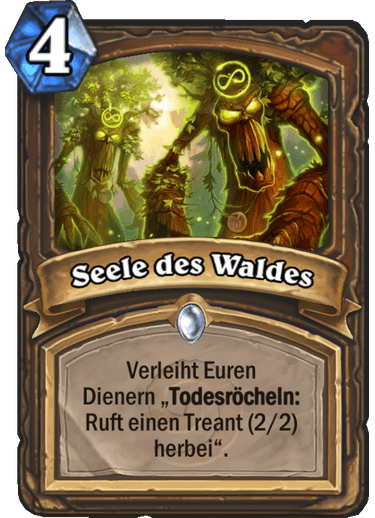 4
Seele des Waldes
Verleiht Euren
Dienern „Todesröcheln:
Ruft einen Treant (2/2)
herbei“.